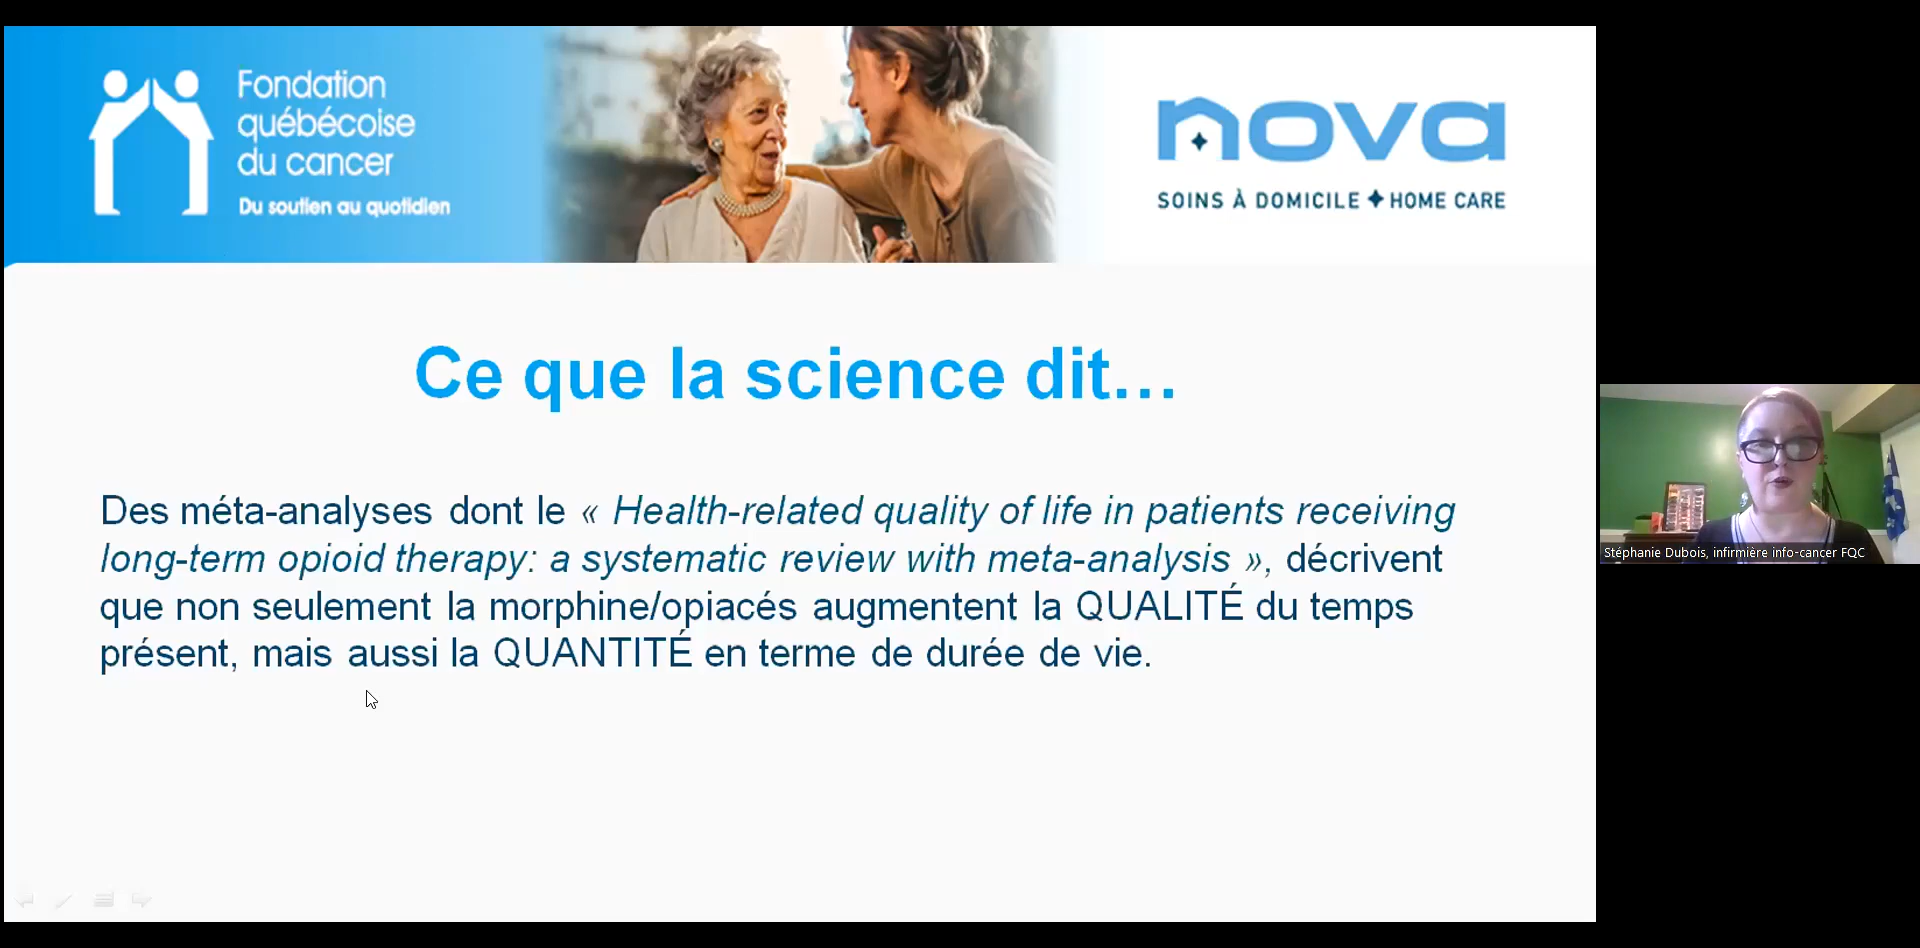 Fondation
québécoise
du cancer
Du soutien au quotidien
nova
SOINS À DOMICILE ✦ HOME CARE
Ce que la science dit...
Des méta-analyses dont le « Health-related quality of life in patients receiving
long-term opioid therapy: a systematic review with meta-analysis », décrivent
que non seulement la morphine/opiacés augmentent la QUALITÉ du temps
présent, mais aussi la QUANTITÉ en terme de durée de vie.
Stéphanie Dubois, infirmière info-cancer FQC